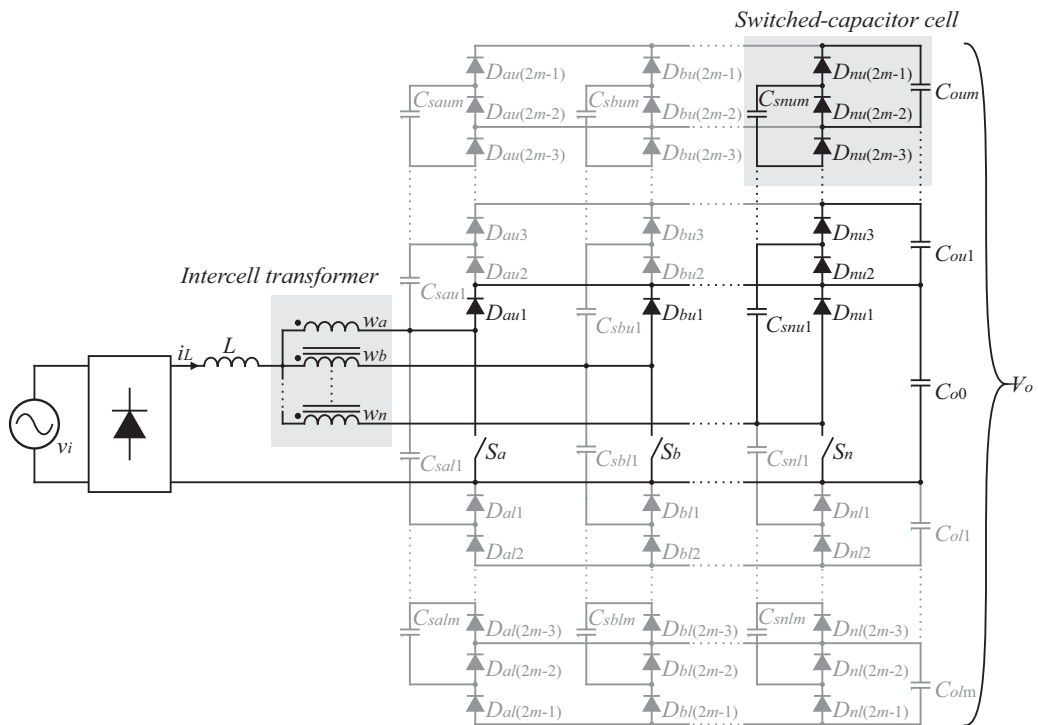 Switched-capacitor cell
Dau(2m-1)
Dbu(2m-1)
Dnu(2m-1)
Csaum
Csbum
Csnum
Coum
Dau(2m-2)
Dbu(2m-2)
Dnu(2m-2)
Dau(2m-3)
Dbu(2m-3)
Dnu(2m-3)
Dau3
Dbu3
Dnu3
Cou1
Intercell transformer
Dau2
Dbu2
Dnu2
Csau1
Dau1
Csbu1
Dbu1
Csnu1
Dnu1
wa
iL
L
wb
Co0
Vo
wn
vi
Csal1
Sa
Csbl1
Sb
Csnl1
Sn
Dal1
Dbl1
Dnl1
Col1
Dal2
Dbl2
Dnl2
Csalm
Dal(2m-3)
Csblm
Dbl(2m-3)
Csnlm
Dnl(2m-3)
Dal(2m-2)
Dbl(2m-2)
Dnl(2m-2)
Colm
Dal(2m-1)
Dbl(2m-1)
Dnl(2m-1)